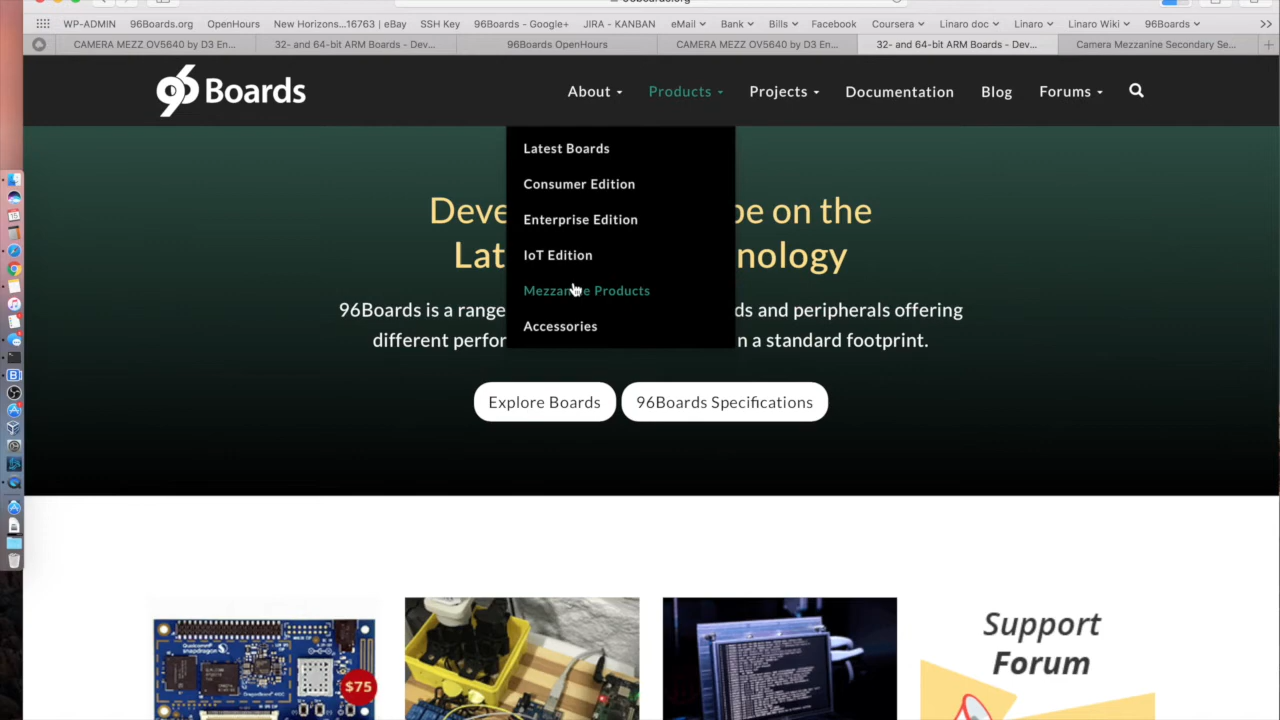 WP-ADMIN 96Boards.org OpenHours New Horizons...16763 | eBay SSH Key 96Boards - Google+ JIRA - KANBAN eMail Bank Bills Facebook Coursera Linaro doc Linaro Linaro Wiki 96Boards
CAMERA MEZZ OV5640 by D3 En... 32- and 64-bit ARM Boards - Dev... 96Boards OpenHours CAMERA MEZZ OV5640 by D3 En... 32- and 64-bit ARM Boards - Dev... Camera Mezzanine Secondary Se...
96Boards About Products Projects Documentation Blog Forums
Latest Boards
Consumer Edition
Enterprise Edition
IoT Edition
Mezzanine Products
Accessories
Deve pe on the
Lat nology
96Boards is a range ds and peripherals offering
different perfor n a standard footprint.
Explore Boards 96Boards Specifications
Support
Forum
Qualcomm
snapdragon
$75